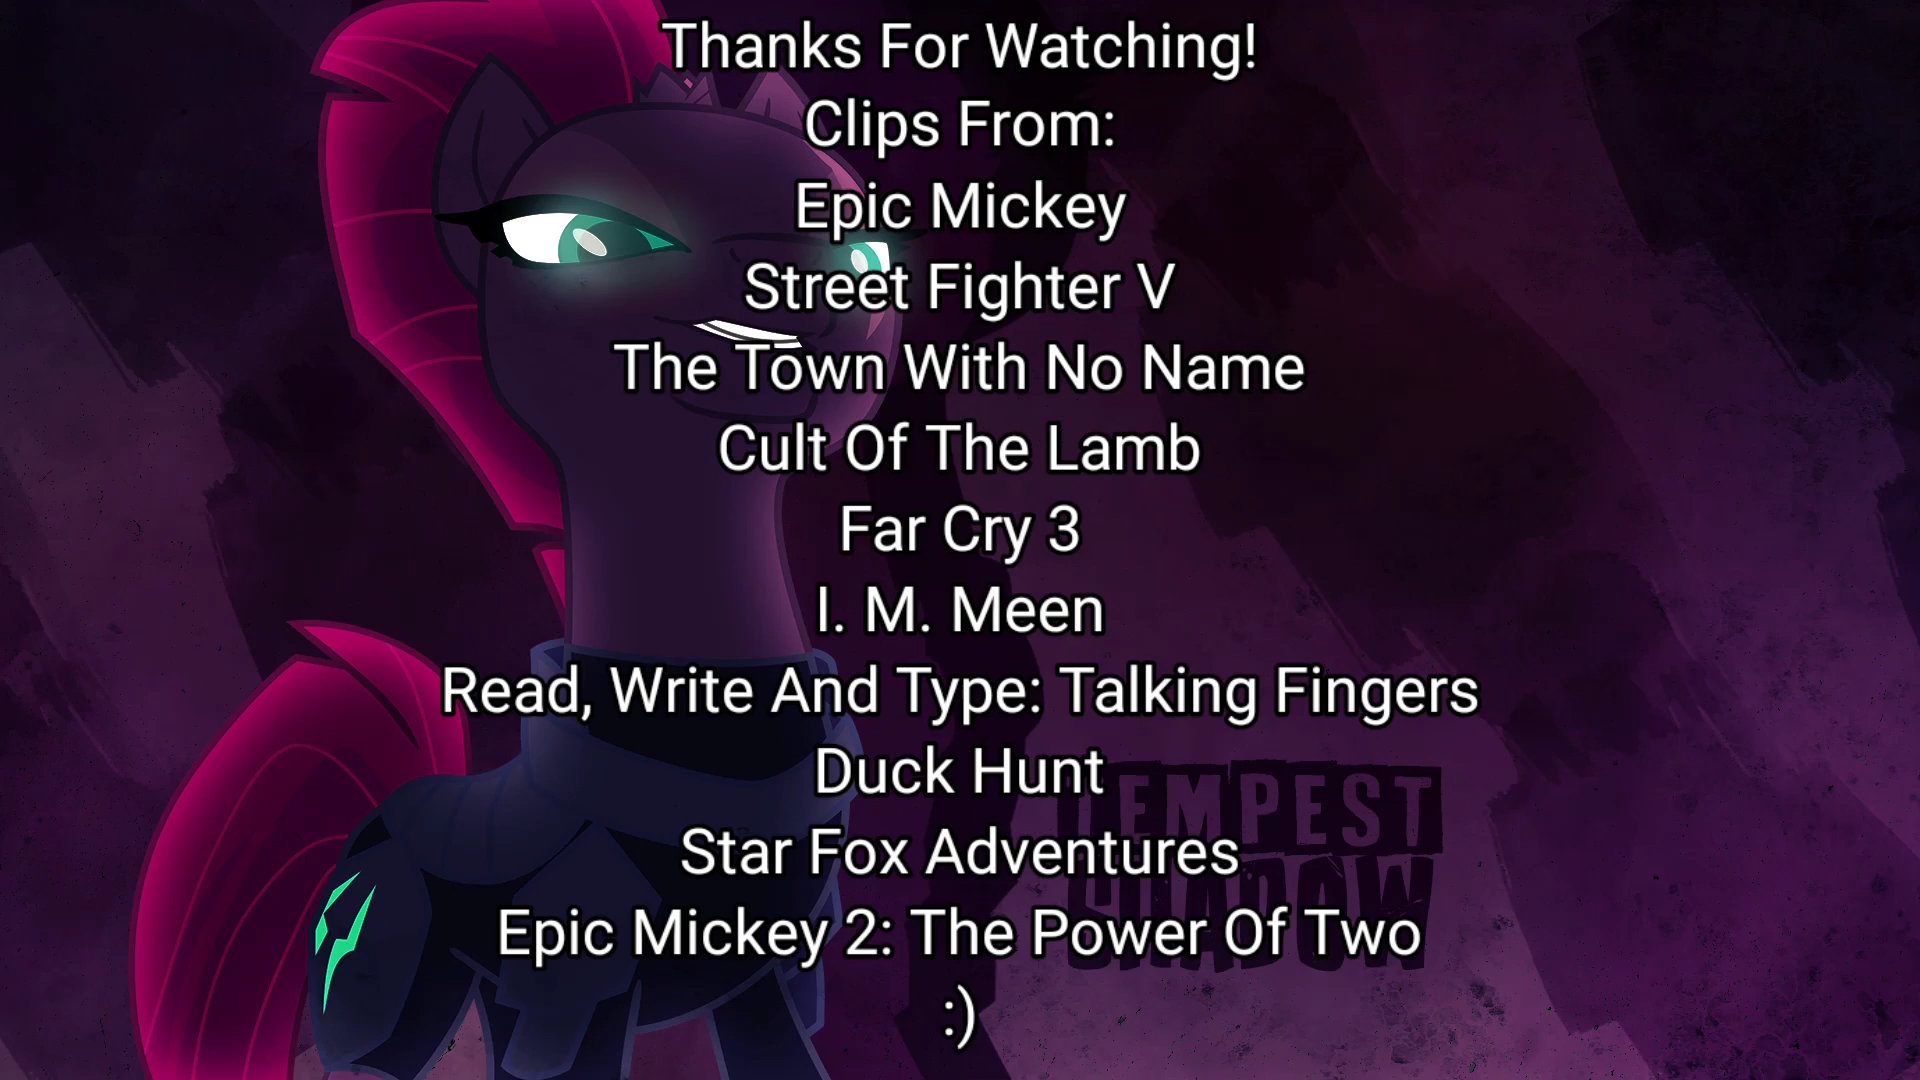 Thanks For Watching!
Clips From:
Epic Mickey
Street Fighter V
The Town With No Name
Cult Of The Lamb
Far Cry 3
I. M. Meen
Read, Write And Type: Talking Fingers
Duck Hunt
Star Fox Adventures
Epic Mickey 2: The Power Of Two
:)
TEMPEST
SHADOW